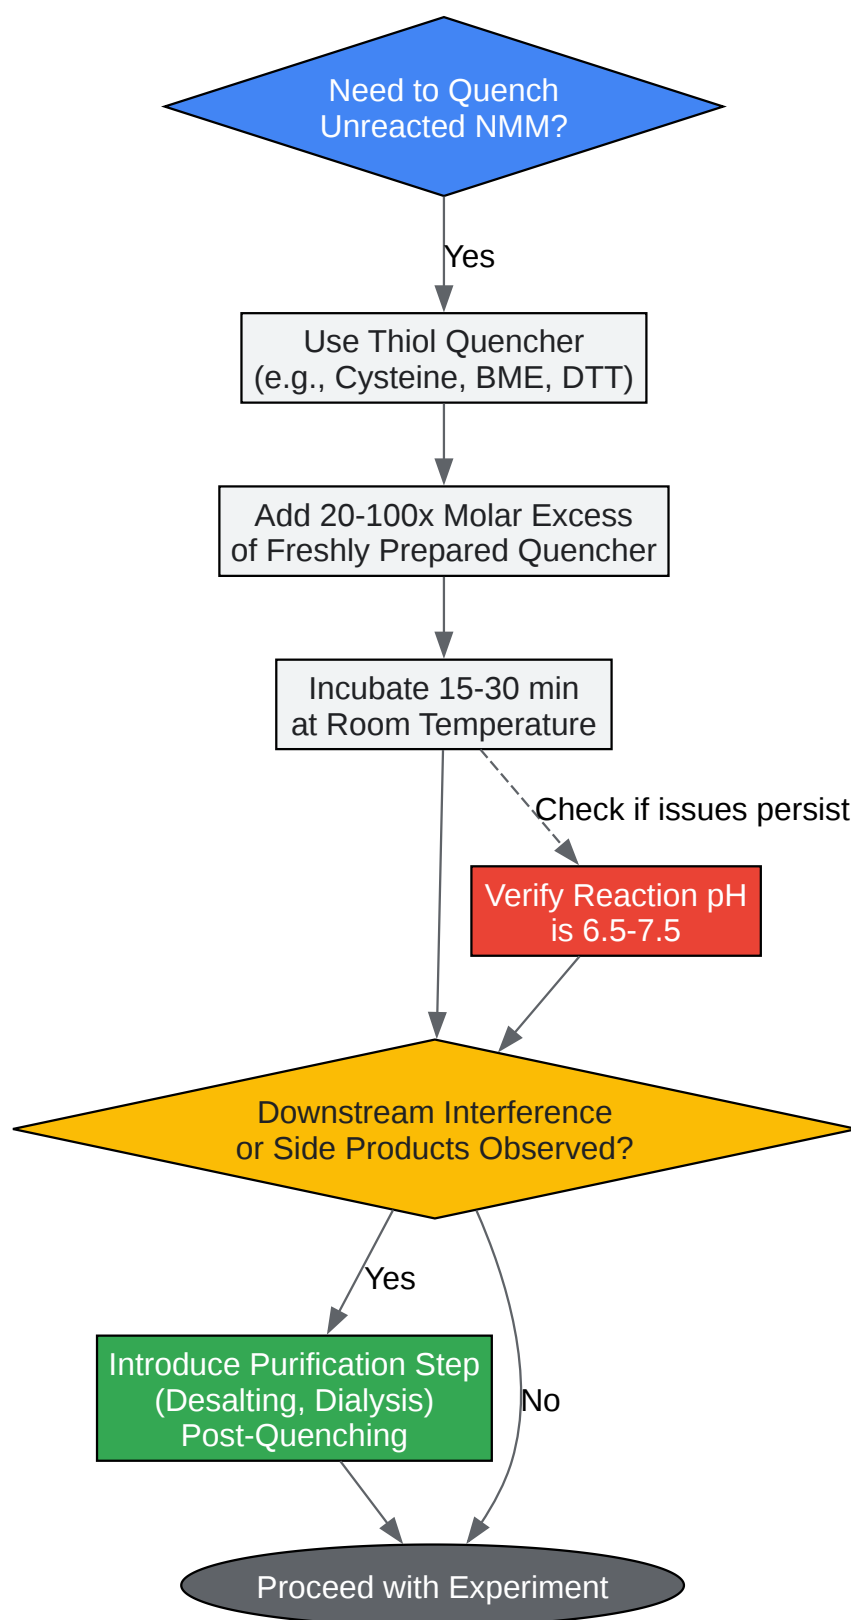 Need to Quench
Unreacted NMM?
Yes
Use Thiol Quencher
(e.g., Cysteine, BME, DTT)
Add 20-100x Molar Excess
of Freshly Prepared Quencher
Incubate 15-30 min
at Room Temperature
Check if issues persist
Verify Reaction pH
is 6.5-7.5
Downstream Interference
or Side Products Observed?
Yes
Introduce Purification Step
(Desalting, Dialysis)
Post-Quenching
No
Proceed with Experiment